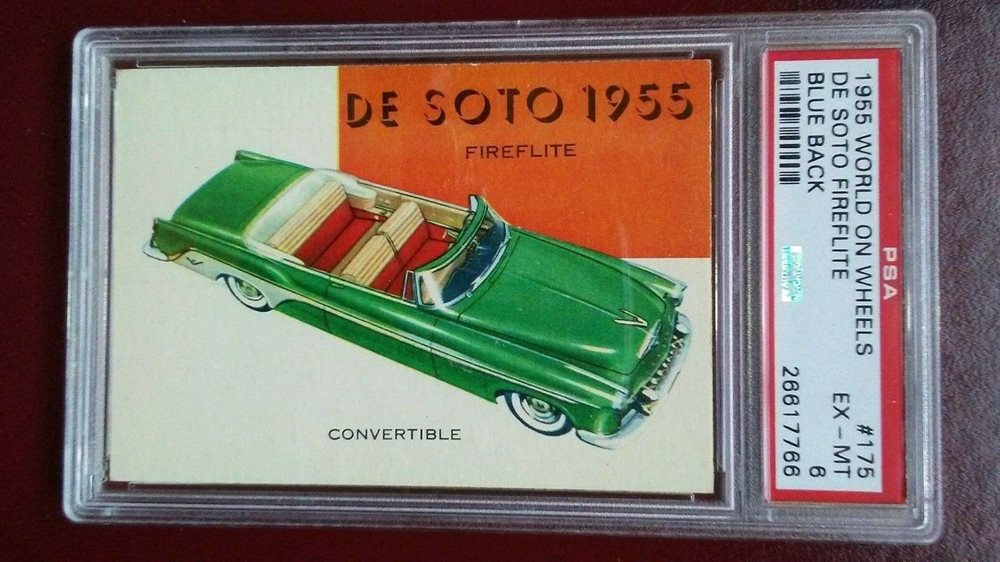 DE SOTO 1955
FIREFLITE
CONVERTIBLE
PSA
1955 WORLD ON WHEELS #175
DE SOTO FIREFLITE EX - MT
BLUE BACK 6
26617766